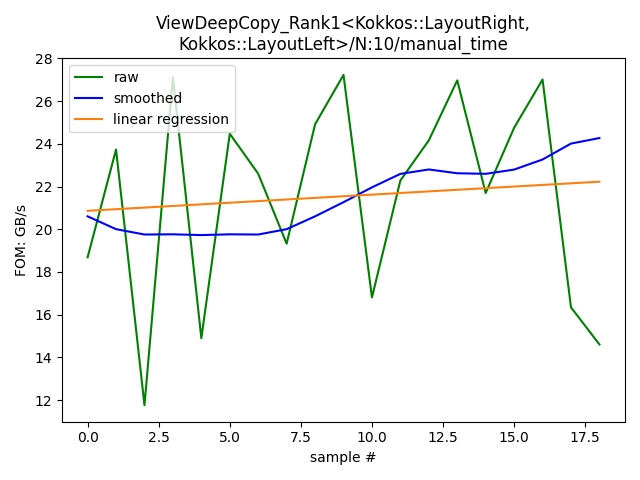 ViewDeepCopy_Rank1<Kokkos::LayoutRight,
Kokkos::LayoutLeft>/N:10/manual_time
raw
smoothed
linear regression
FOM: GB/s
28
26
24
22
20
18
16
14
12
0.0
2.5
5.0
7.5
10.0
12.5
15.0
17.5
sample #